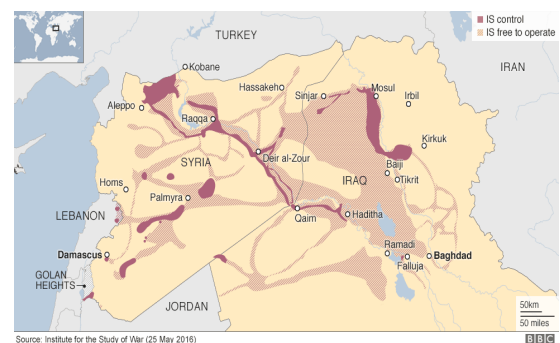 IS control
IS free to operate
TURKEY
IRAN
Kobane
Hassakeho
Sinjar
Mosul
Irbil
Aleppo
Raqqa
Kirkuk
SYRIA
Deir al-Zour
Baiji
Tikrit
IRAQ
Homs
Palmyra
LEBANON
Qaim
Haditha
Ramadi
Damascus
Falluja
Baghdad
GOLAN
HEIGHTS
JORDAN
50km
50 miles
Source: Institute for the Study of War (25 May 2016)
BBC